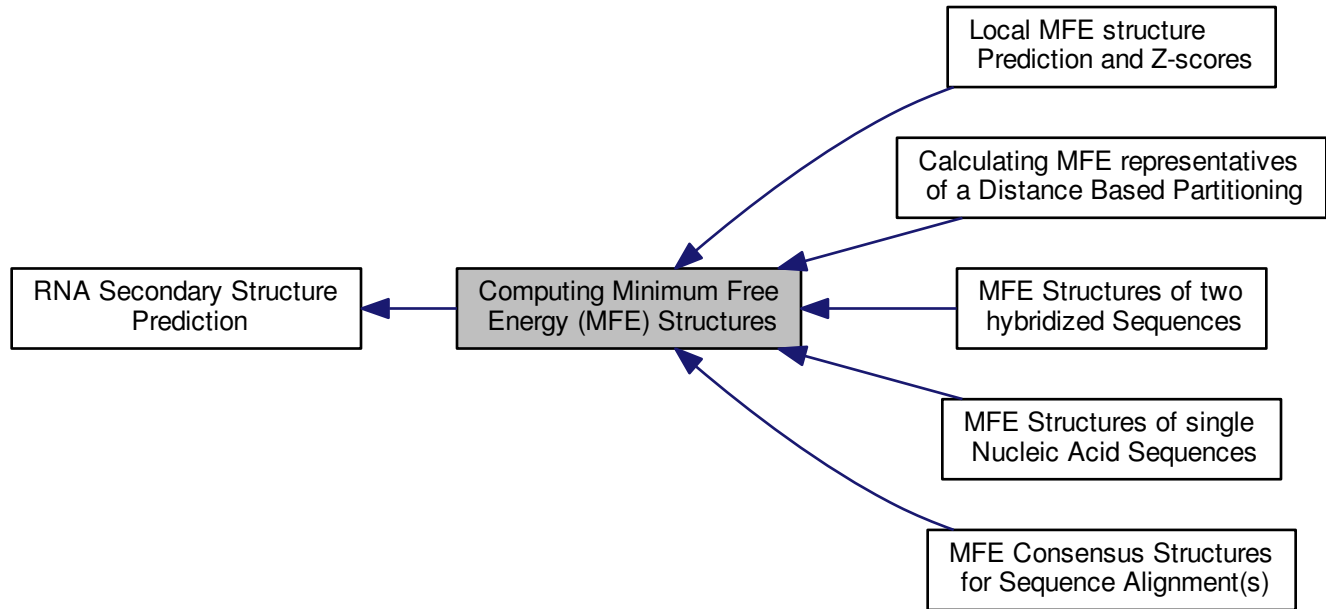 RNA Secondary Structure
Prediction
Computing Minimum Free
Energy (MFE) Structures
Local MFE structure
Prediction and Z-scores
Calculating MFE representatives
of a Distance Based Partitioning
MFE Structures of two
hybridized Sequences
MFE Structures of single
Nucleic Acid Sequences
MFE Consensus Structures
for Sequence Alignment(s)